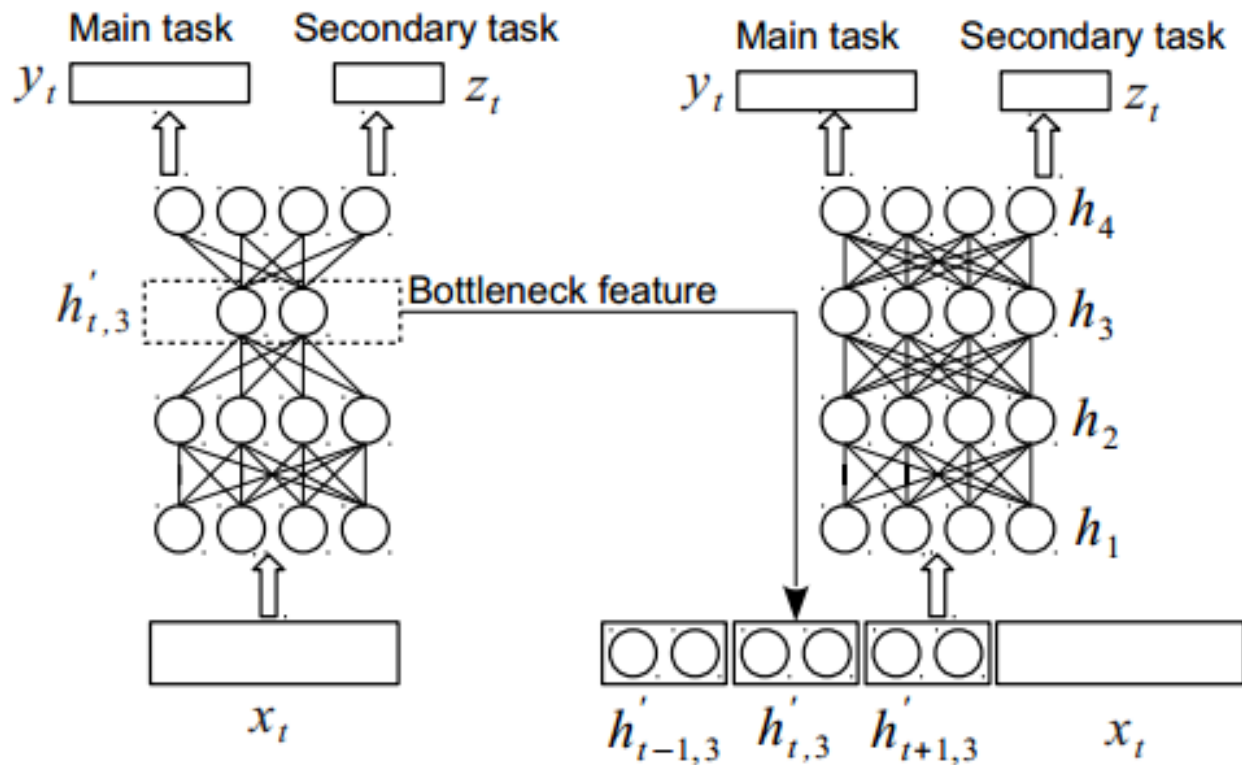 Main task Secondary task Main task Secondary task
y_t z_t y_t z_t
h_4
h'_{t,3} Bottleneck feature h_3
h_2
h_1
x_t h'_{t-1,3} h'_{t,3} h'_{t+1,3} x_t